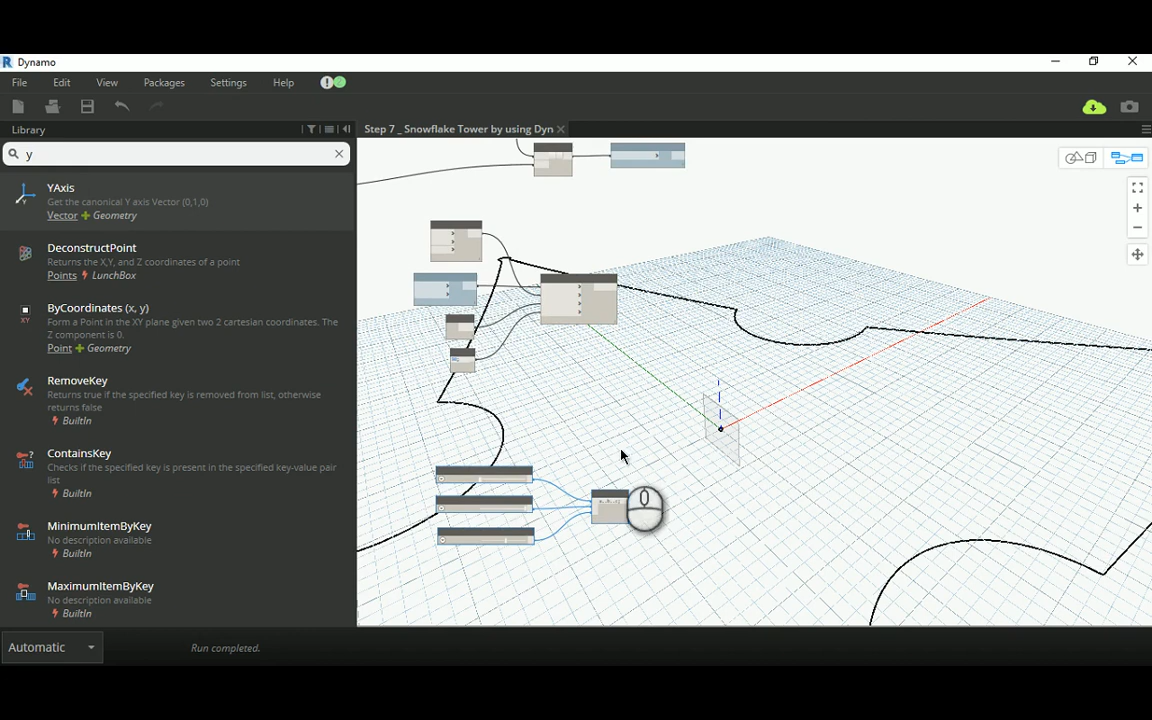 Dynamo
File Edit View Packages Settings Help
Library
Step 7 _ Snowflake Tower by using Dyn
y
YAxis
Get the canonical Y axis Vector (0,1,0)
Vector Geometry
DeconstructPoint
Returns the X,Y, and Z coordinates of a point
Points LunchBox
ByCoordinates (x, y)
Form a Point in the XY plane given two 2 cartesian coordinates. The
Z component is 0.
Point Geometry
RemoveKey
Returns true if the specified key is removed from list, otherwise
returns false
BuiltIn
ContainsKey
Checks if the specified key is present in the specified key-value pair
list
BuiltIn
MinimumItemByKey
No description available
BuiltIn
MaximumItemByKey
No description available
BuiltIn
Automatic
Run completed.